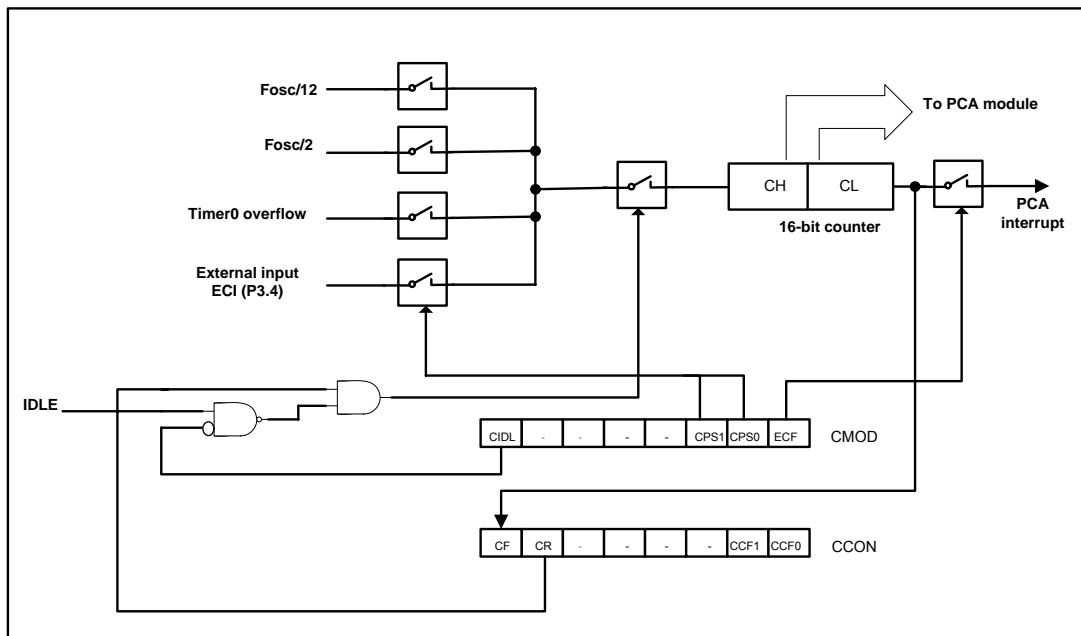 Fosc/12
To PCA module
Fosc/2
CH CL
Timer0 overflow
PCA
interrupt
16-bit counter
External input
ECI (P3.4)
IDLE
CIDL - - - - CPS1 CPS0 ECF CMOD
CF CR - - - - CCF1 CCF0 CCON